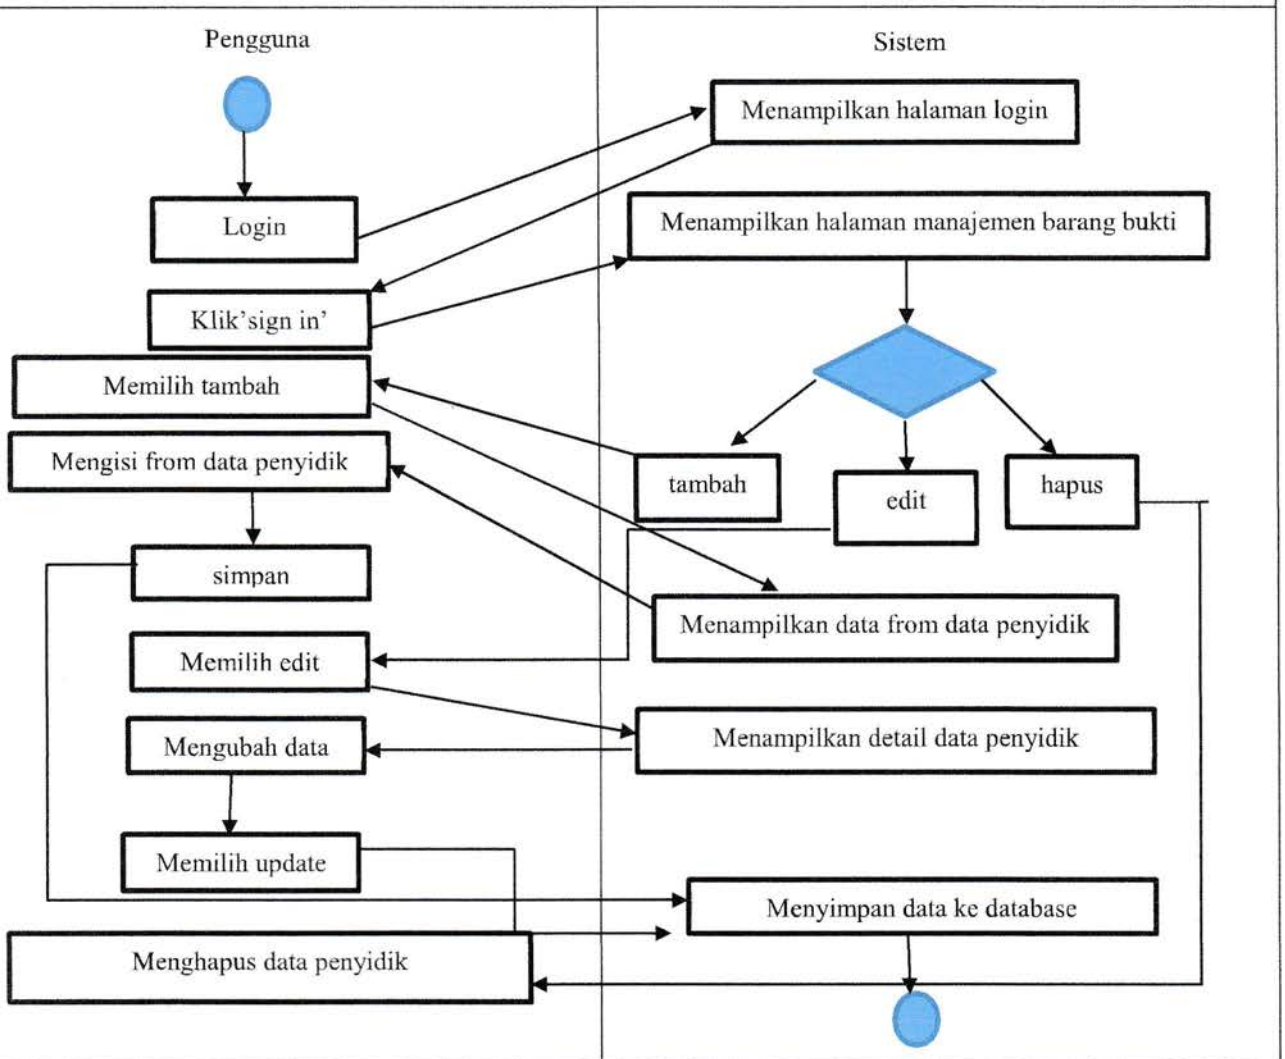 Pengguna
Sistem
Menampilkan halaman login
Login
Menampilkan halaman manajemen barang bukti
Klik’sign in’
Memilih tambah
Mengisi from data penyidik
tambah
edit
hapus
simpan
Menampilkan data from data penyidik
Memilih edit
Mengubah data
Menampilkan detail data penyidik
Memilih update
Menyimpan data ke database
Menghapus data penyidik